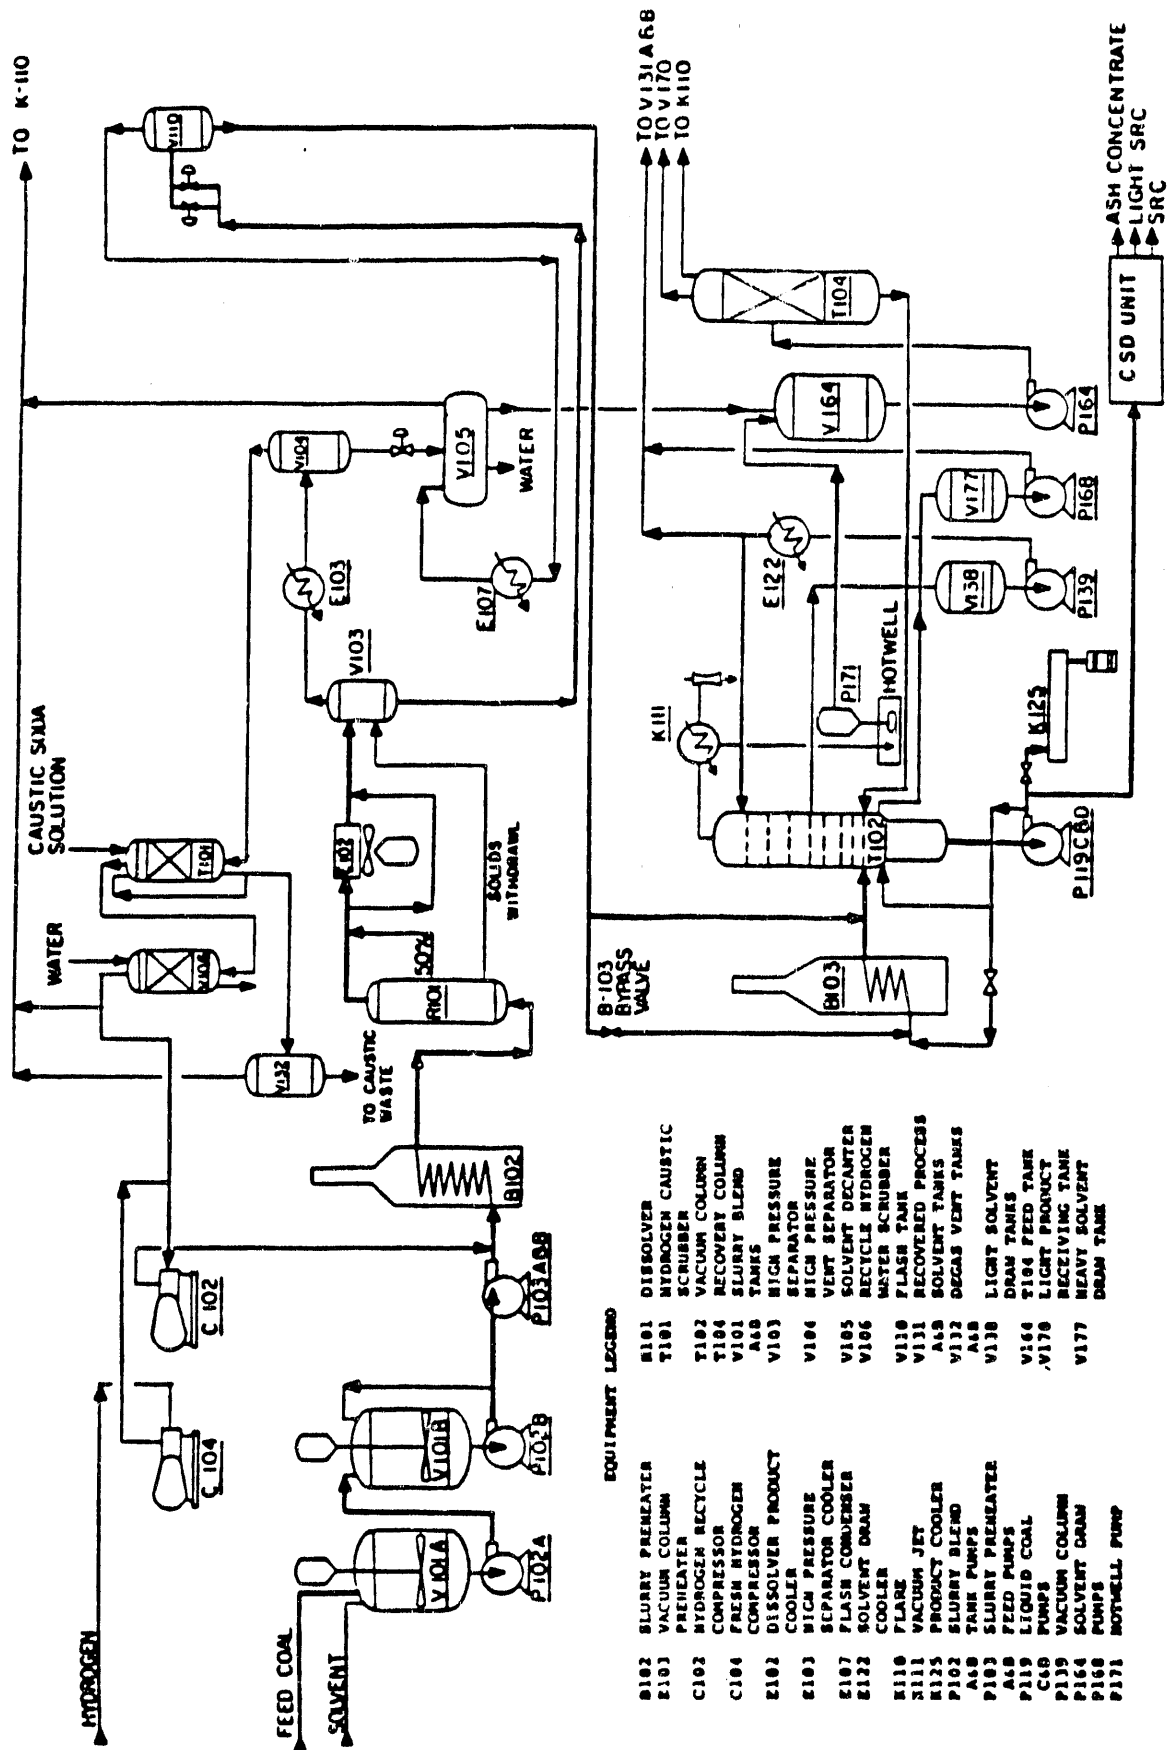 HYDROGEN
FEED COAL
SOLVENT
C 104
C 102
V101A
P102A
V101B
P102B
P103A&B
B102
TO K-110
WATER
CAUSTIC SODA
SOLUTION
V106
T101
V132
TO CAUSTIC
WASTE
R101
50%
E102
SOLIDS
WITHDRAWL
V103
E103
V104
E107
V105
WATER
V110
B-103
BYPASS
VALVE
B103
T102
P119C&D
K111
P171
HOTWELL
K125
E122
V138
P139
V177
P168
V164
P164
T104
TO V131 A&B
TO V170
TO K110
CSD UNIT
ASH CONCENTRATE
LIGHT SRC
SRC
EQUIPMENT LEGEND
B102 SLURRY PREHEATER
E103 VACUUM COLUMN
PREHEATER
C102 HYDROGEN RECYCLE
COMPRESSOR
C104 FRESH HYDROGEN
COMPRESSOR
E102 DISSOLVER PRODUCT
COOLER
E103 HIGH PRESSURE
SEPARATOR COOLER
E107 FLASH CONDENSER
E122 SOLVENT DRAW
COOLER
K110 FLARE
K111 VACUUM JET
K125 PRODUCT COOLER
P102 SLURRY BLEND
A&B TANK PUMPS
P103 SLURRY PREHEATER
A&B FEED PUMPS
P119 LIQUID COAL
C&D PUMPS
P139 VACUUM COLUMN
P164 SOLVENT DRAW
P168 PUMPS
P171 HOTWELL PUMP
R101 DISSOLVER
T101 HYDROGEN CAUSTIC
SCRUBBER
T102 VACUUM COLUMN
T104 RECOVERY COLUMN
V101 SLURRY BLEND
A&B TANKS
V103 HIGH PRESSURE
SEPARATOR
V104 HIGH PRESSURE
VENT SEPARATOR
V105 SOLVENT DECANTER
V106 RECYCLE HYDROGEN
WATER SCRUBBER
V110 FLASH TANK
V131 RECOVERED PROCESS
A&B SOLVENT TANKS
V132 DEGAS VENT TANKS
A&B
V138 LIGHT SOLVENT
DRAW TANKS
V164 T104 FEED TANK
V170 LIGHT PRODUCT
RECEIVING TANK
V177 HEAVY SOLVENT
DRAW TANK